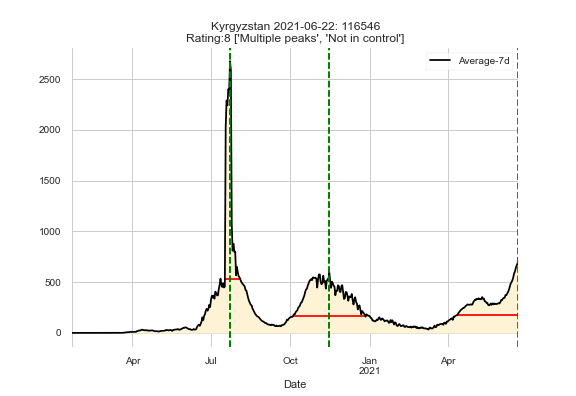 Kyrgyzstan 2021-06-22: 116546
Rating:8 ['Multiple peaks', 'Not in control']
Average-7d
2500
2000
1500
1000
500
0
Apr Jul Oct Jan Apr
2021
Date